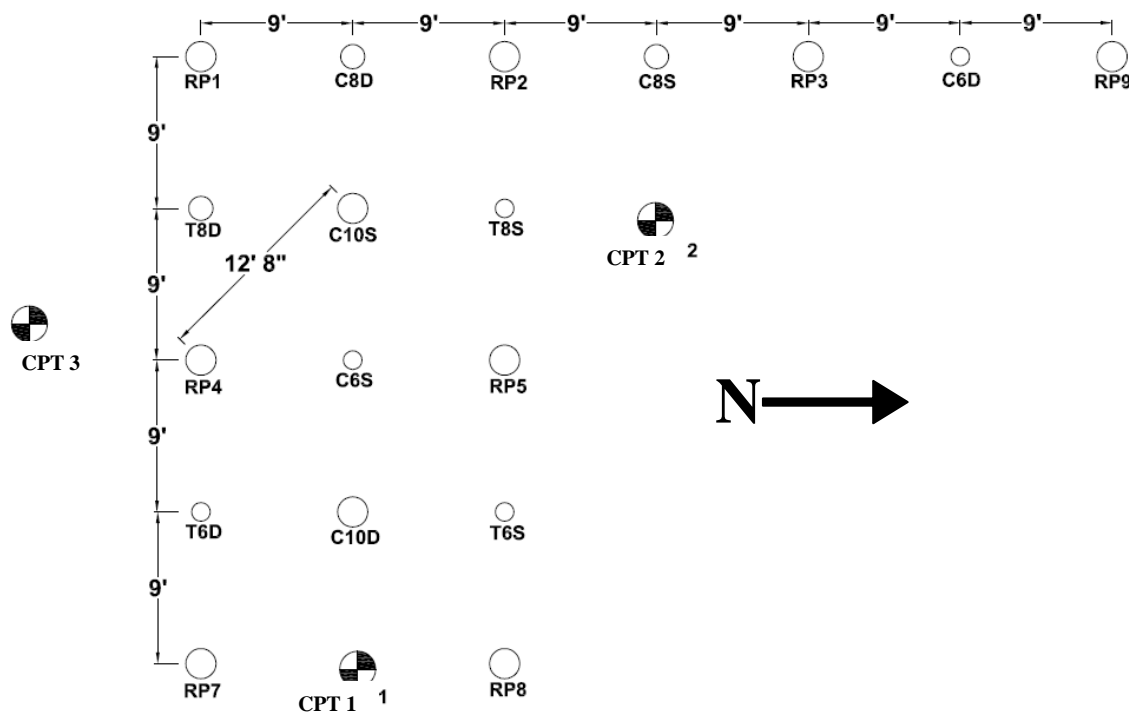 9' 9' 9' 9' 9' 9'
RP1 C8D RP2 C8S RP3 C6D RP9
9'
T8D C10S T8S
CPT 2 2
9' 12' 8"
CPT 3
RP4 C6S RP5
N
9'
T6D C10D T6S
9'
RP7 CPT 1 1 RP8